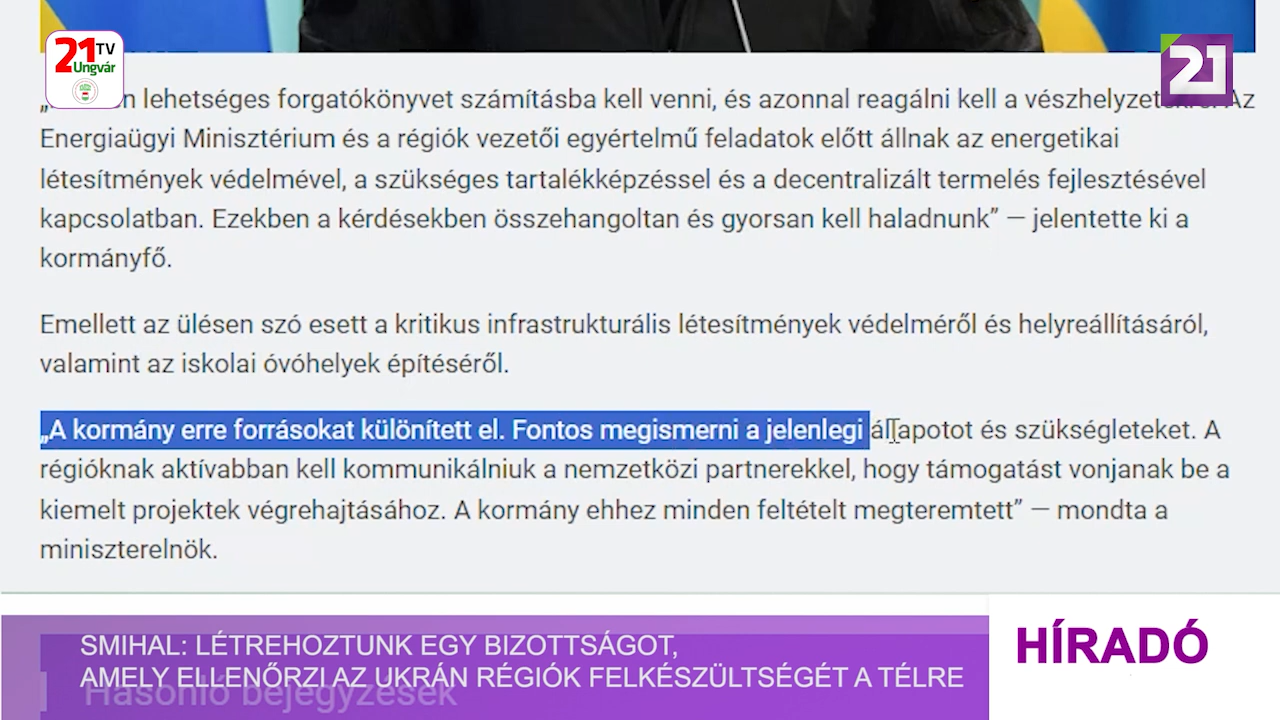 21 TV
Ungvár
21
lehetséges forgatókönyvet számításba kell venni, és azonnal reagálni kell a Az
Energiaügyi Minisztérium és a régiók vezetői egyértelmű feladatok előtt állnak az energetikai
létesítmények védelmével, a szükséges tartalékképzéssel és a decentralizált termelés fejlesztésével
kapcsolatban. Ezekben a kérdésekben összehangoltan és gyorsan kell haladnunk” — jelentette ki a
kormányfő.
Emellett az ülésen szó esett a kritikus infrastrukturális létesítmények védelméről és helyreállításáról,
valamint az iskolai óvóhelyek építéséről.
„A kormány erre forrásokat különített el. Fontos megismerni a jelenlegi állapotot és szükségleteket. A
régióknak aktívabban kell kommunikálniuk a nemzetközi partnerekkel, hogy támogatást vonjanak be a
kiemelt projektek végrehajtásához. A kormány ehhez minden feltételt megteremtett” — mondta a
miniszterelnök.
SMIHAL: LÉTREHOZTUNK EGY BIZOTTSÁGOT,
AMELY ELLENŐRZI AZ UKRÁN RÉGIÓK FELKÉSZÜLTSÉGÉT A TÉLRE
HÍRADÓ
Hasonló bejegyzések